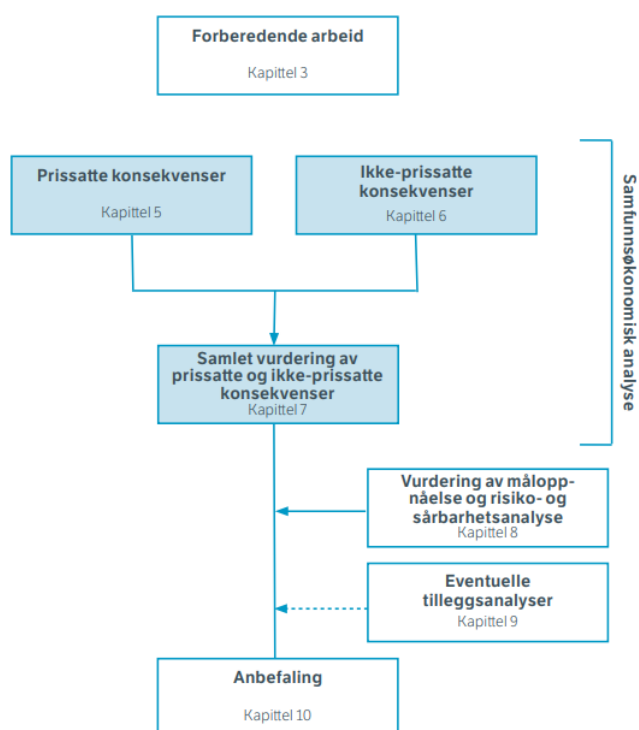 Forberedende arbeid
Kapittel 3
Prissatte konsekvenser
Kapittel 5
Ikke-prissatte
konsekvenser
Kapittel 6
Samfunnsøkonomisk analyse
Samlet vurdering av
prissatte og ikke-prissatte
konsekvenser
Kapittel 7
Vurdering av målopp-
nåelse og risiko- og
sårbarhetsanalyse
Kapittel 8
Eventuelle
tilleggsanalyser
Kapittel 9
Anbefaling
Kapittel 10